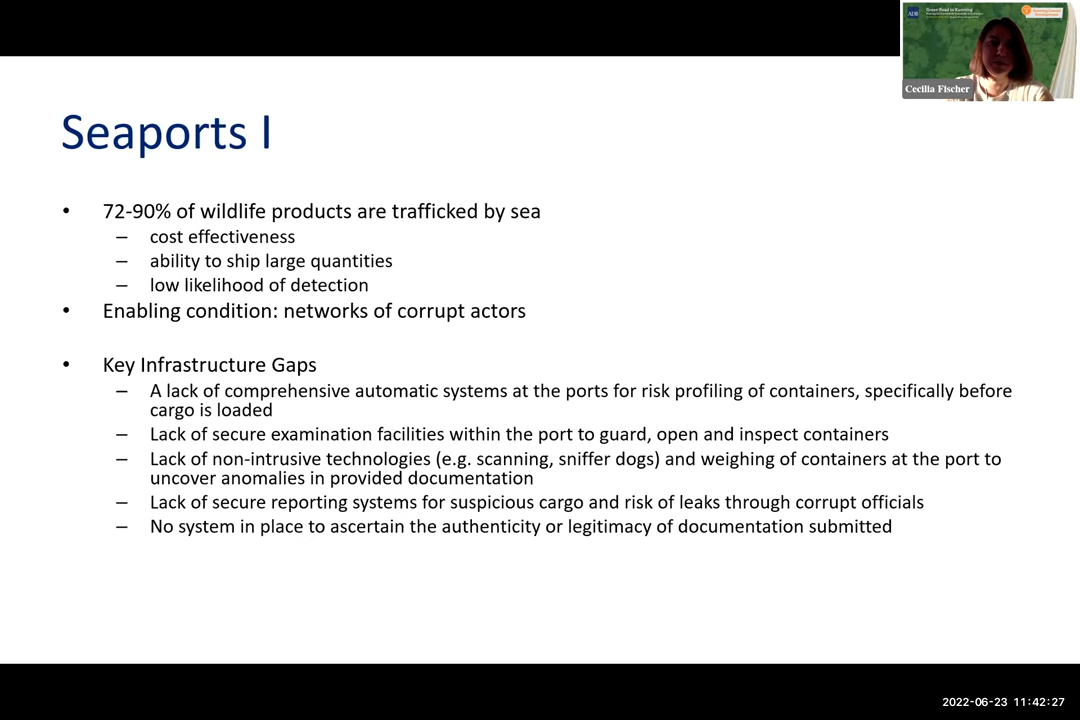 ADB
Green Road to Kunming
Cecilia Fischer
Seaports I
• 72-90% of wildlife products are trafficked by sea
– cost effectiveness
– ability to ship large quantities
– low likelihood of detection
• Enabling condition: networks of corrupt actors
• Key Infrastructure Gaps
– A lack of comprehensive automatic systems at the ports for risk profiling of containers, specifically before
cargo is loaded
– Lack of secure examination facilities within the port to guard, open and inspect containers
– Lack of non-intrusive technologies (e.g. scanning, sniffer dogs) and weighing of containers at the port to
uncover anomalies in provided documentation
– Lack of secure reporting systems for suspicious cargo and risk of leaks through corrupt officials
– No system in place to ascertain the authenticity or legitimacy of documentation submitted
2022-06-23 11:42:27